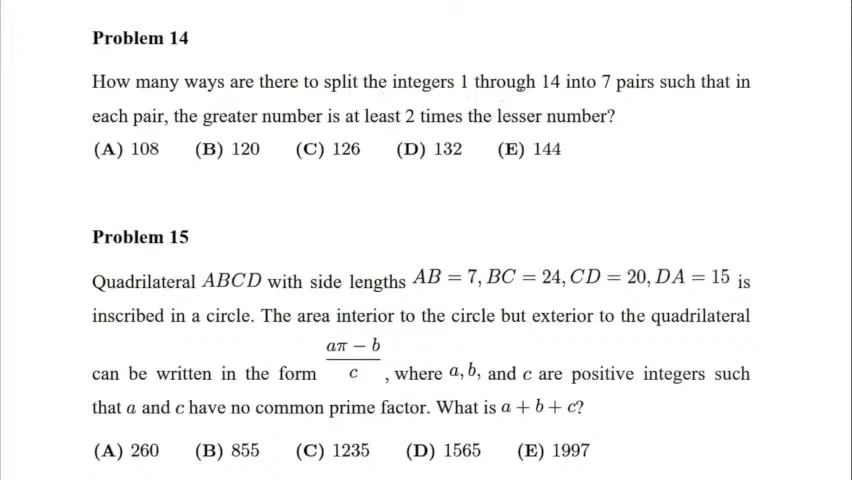 Problem 14
How many ways are there to split the integers 1 through 14 into 7 pairs such that in
each pair, the greater number is at least 2 times the lesser number?
(A) 108 (B) 120 (C) 126 (D) 132 (E) 144
Problem 15
Quadrilateral ABCD with side lengths AB = 7, BC = 24, CD = 20, DA = 15 is
inscribed in a circle. The area interior to the circle but exterior to the quadrilateral
can be written in the form aπ − b / c, where a, b, and c are positive integers such
that a and c have no common prime factor. What is a + b + c?
(A) 260 (B) 855 (C) 1235 (D) 1565 (E) 1997